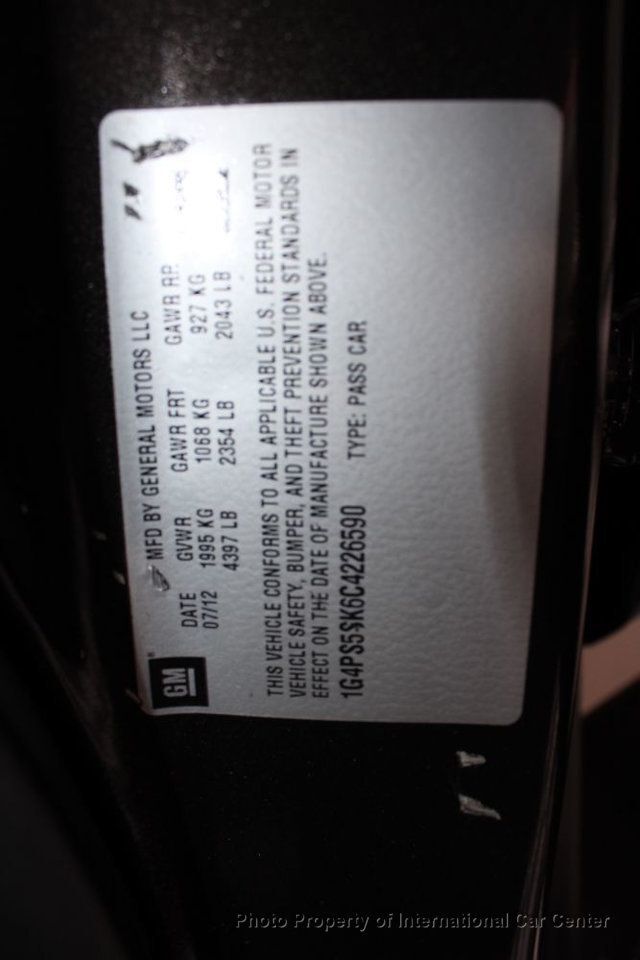 GM
MFD BY GENERAL MOTORS LLC
DATE GVWR GAWR FRT GAWR RR
07/12 1995 KG 1068 KG 927 KG
4397 LB 2354 LB 2043 LB
THIS VEHICLE CONFORMS TO ALL APPLICABLE U.S. FEDERAL MOTOR
VEHICLE SAFETY, BUMPER, AND THEFT PREVENTION STANDARDS IN
EFFECT ON THE DATE OF MANUFACTURE SHOWN ABOVE.
1G4PS5SK6C4226590 TYPE: PASS CAR
Photo Property of International Car Center